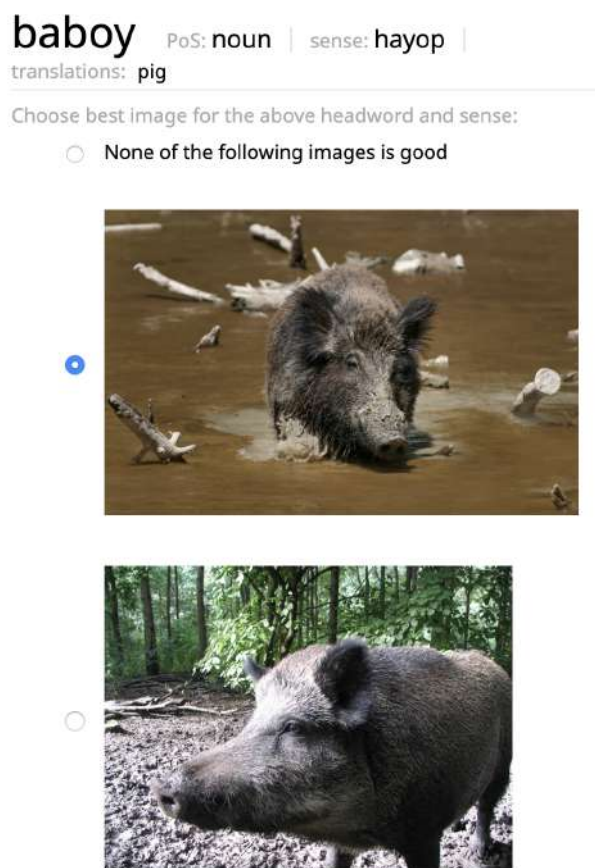 baboy PoS: noun | sense: hayop |
translations: pig
Choose best image for the above headword and sense:
None of the following images is good